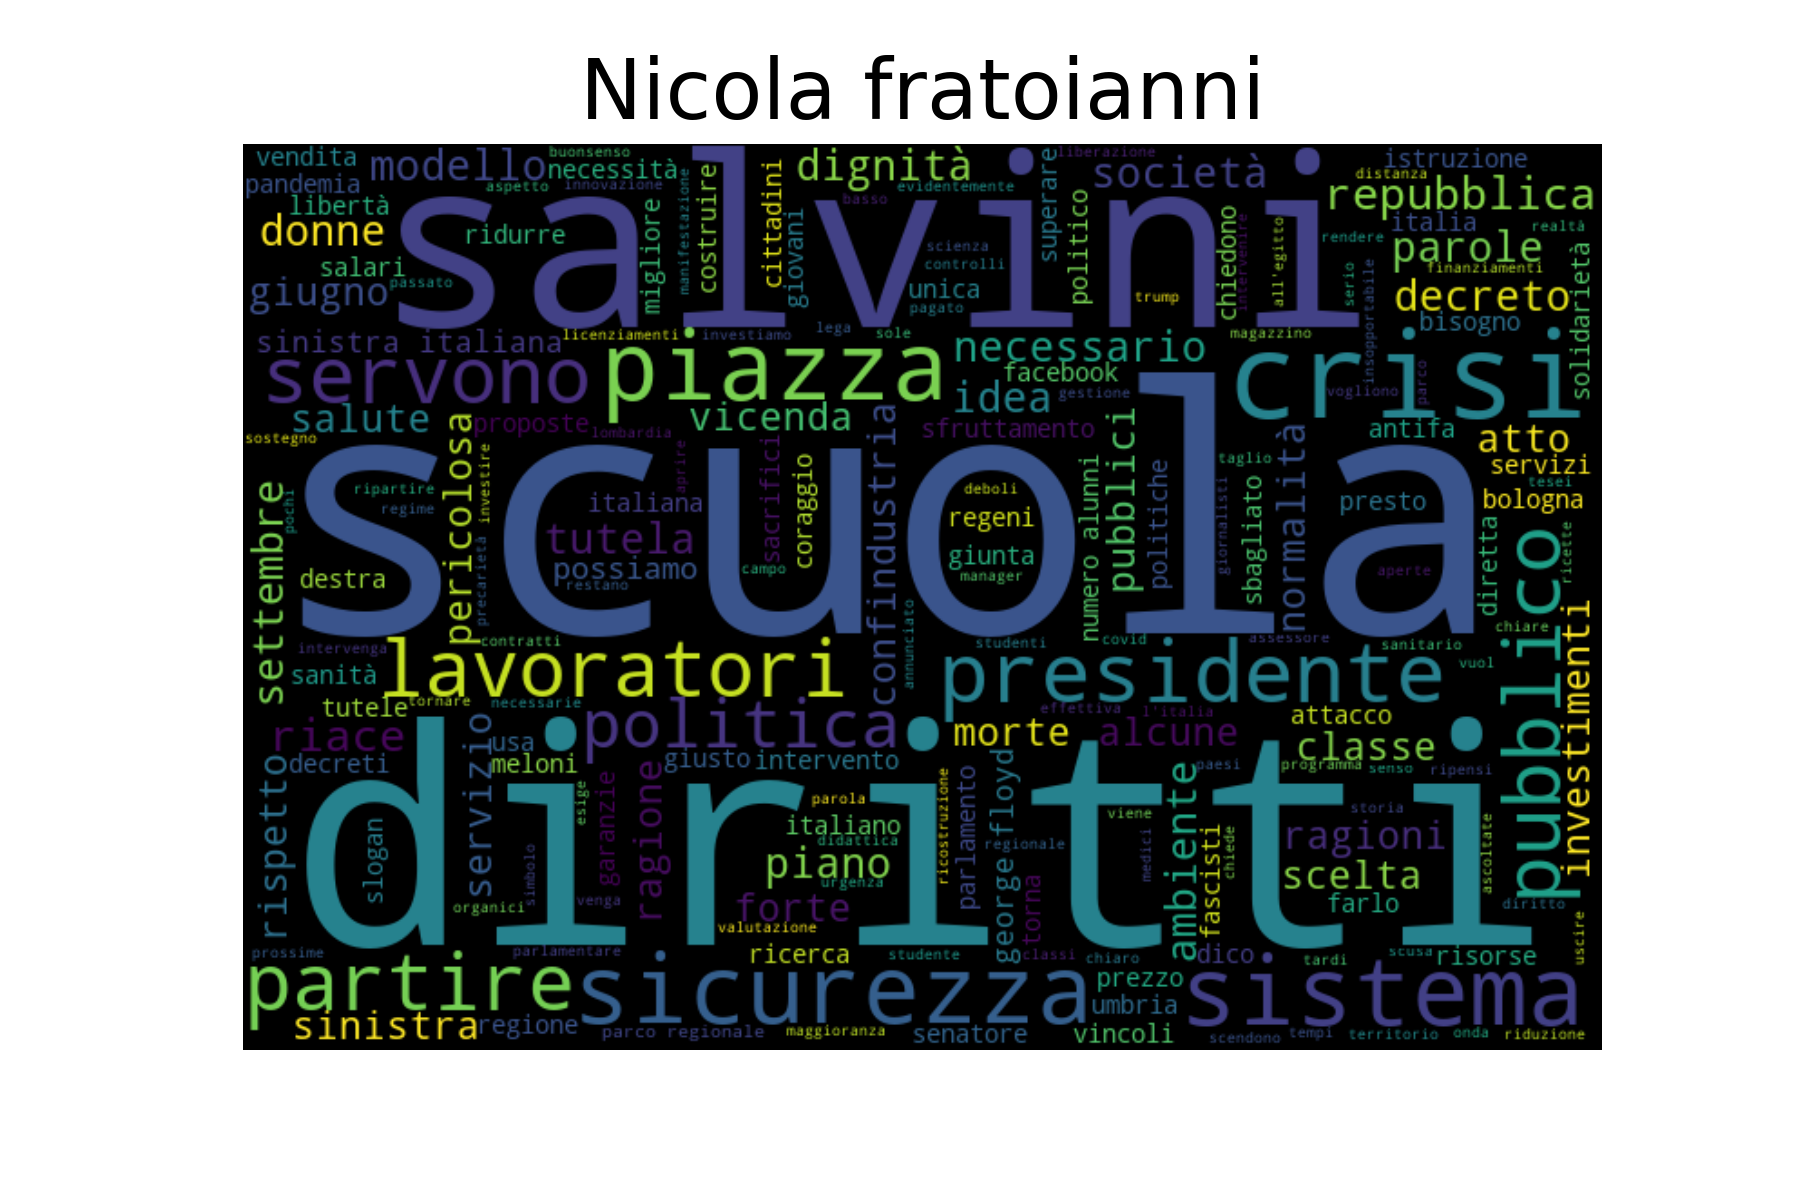 Nicola fratoianni
vendita
modello
buonsenso
necessità
salvini
costruire
cittadini
dignità
superare
liberazione
società
istruzione
pandemia
aspetto
innovazione
evidentemente
distanza
repubblica
libertà
donne
ridurre
migliore
manifestazione
giovani
basso
politico
chiedono
intervenire
all'egitto
italia
realtà
rendere
parole
salari
passato
giugno
scienza
controlli
unica
pagato
trump
serio
insopportabile
finanziamenti
decreto
solidarietà
sinistra italiana
licenziamenti
investiamo
lega
sole
magazzino
bisogno
servono
piazza
necessario
facebook
crisi
idea
gestione
vogliono
parco
salute
proposte
lombardia
vicenda
confindustria
sfruttamento
pubblici
scuola
normalità
antifa
atto
sostegno
pericolosa
investire
aprire
sacrifici
coraggio
taglio
servizi
tesei
settembre
pochi
ripartire
regime
italiana
deboli
regeni
numero alunni
politiche
giornalisti
sbagliato
presto
bologna
tutela
giunta
diretta
ricette
destra
precarietà
possiamo
restano
campo
manager
aperte
pubblico
intervenga
contratti
annunciato
studenti
covid
assessore
sanitario
chiare
investimenti
sanità
lavoratori
presidente
vuol
tutele
tornare
necessarie
effettiva
l'italia
attacco
riace
servizio
usa
politica
morte
alcune
classe
rispetto
decreti
meloni
giusto
intervento
paesi
programma
senso
ripensi
diritti
esige
garanzie
ragione
parola
ricostruzione
parlamento
george floyd
viene
ambiente
storia
slogan
italiano
didattica
regionale
medici
fascisti
chiede
ragioni
ascoltate
simbolo
piano
urgenza
scelta
organici
venga
forte
torna
farlo
diritto
valutazione
uscire
prossime
parlamentare
ricerca
studente
classi
chiaro
dico
tardi
scusa
risorse
partire
sicurezza
prezzo
sistema
umbria
sinistra
regione
parco regionale
maggioranza
senatore
vincoli
scendono
tempi
territorio
onda
riduzione